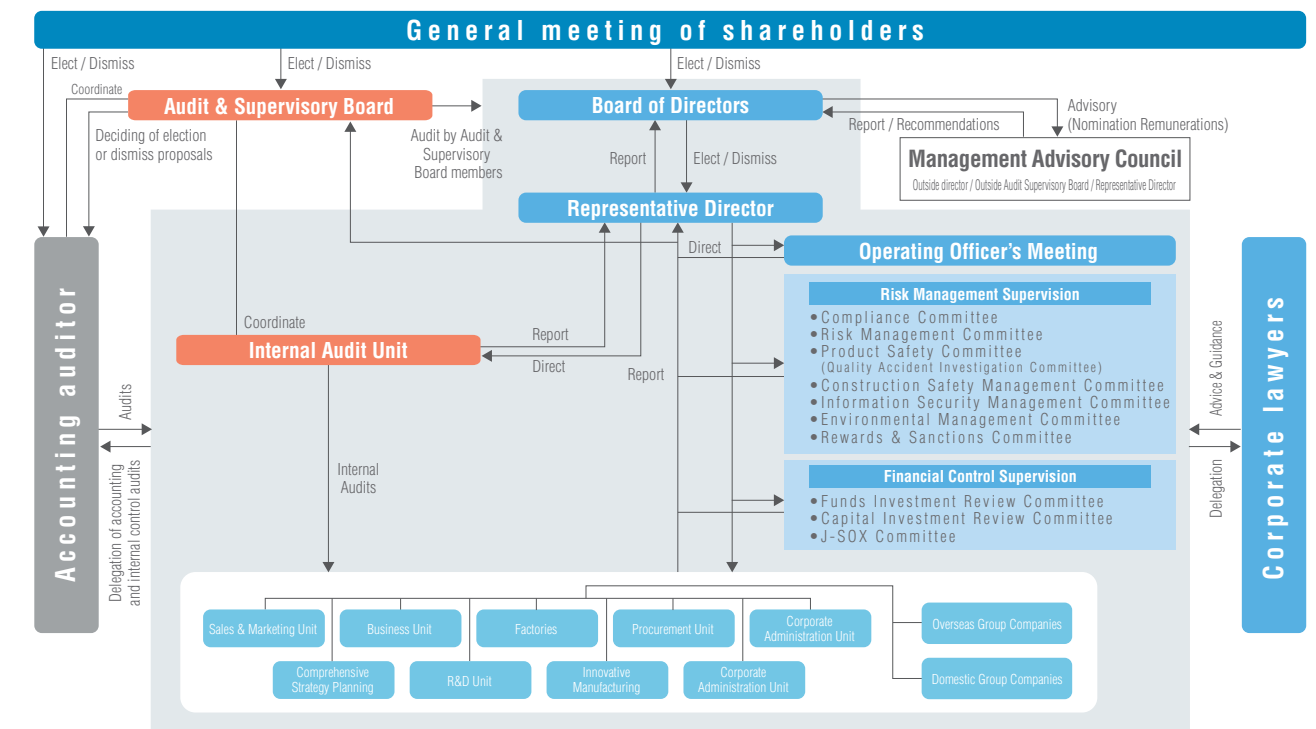 General meeting of shareholders
Elect / Dismiss
Elect / Dismiss
Elect / Dismiss
Coordinate
Audit & Supervisory Board
Board of Directors
Advisory
(Nomination Remunerations)
Deciding of election
or dismiss proposals
Audit by Audit &
Supervisory
Board members
Report / Recommendations
Report
Elect / Dismiss
Management Advisory Council
Outside director / Outside Audit Supervisory Board / Representative Director
Representative Director
Direct
Operating Officer's Meeting
Accounting auditor
Corporate lawyers
Risk Management Supervision
•Compliance Committee
•Risk Management Committee
•Product Safety Committee
(Quality Accident Investigation Committee)
•Construction Safety Management Committee
•Information Security Management Committee
•Environmental Management Committee
•Rewards & Sanctions Committee
Coordinate
Internal Audit Unit
Report
Direct
Report
Audits
Delegation of accounting
and internal control audits
Advice & Guidance
Delegation
Internal
Audits
Financial Control Supervision
•Funds Investment Review Committee
•Capital Investment Review Committee
•J-SOX Committee
Sales & Marketing Unit
Business Unit
Factories
Procurement Unit
Corporate
Administration Unit
Overseas Group Companies
Comprehensive
Strategy Planning
R&D Unit
Innovative
Manufacturing
Corporate
Administration Unit
Domestic Group Companies